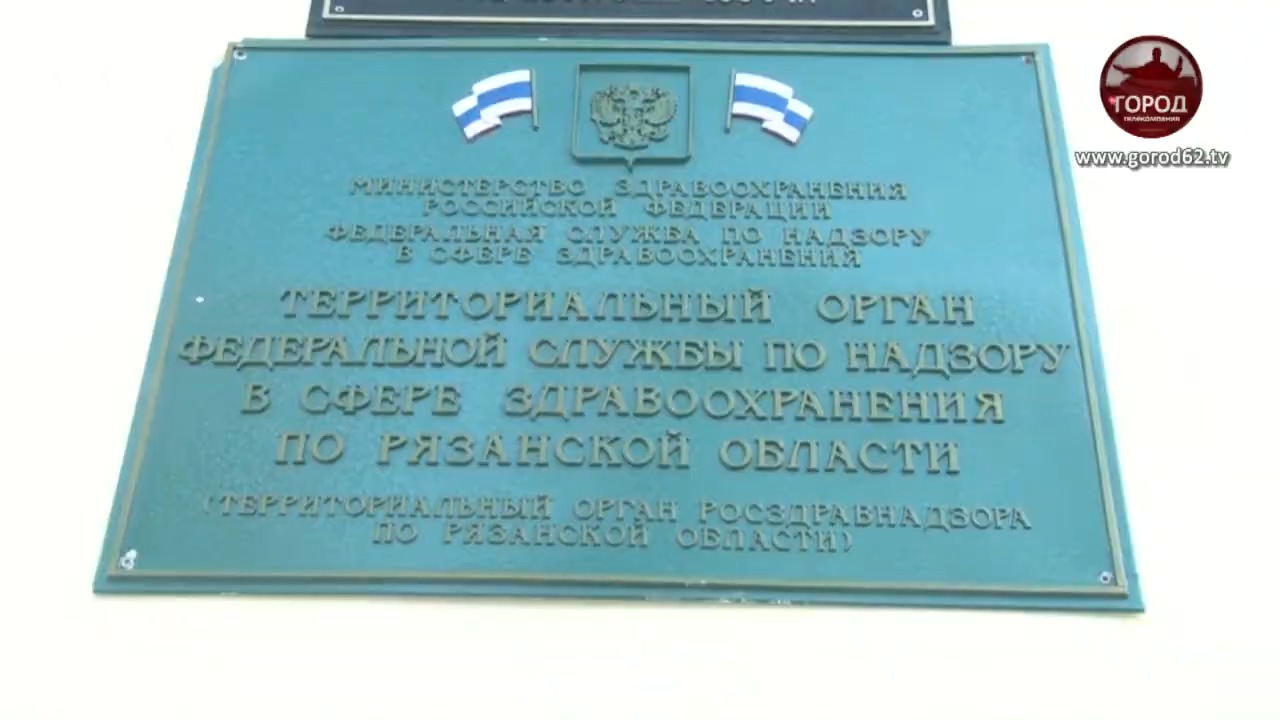 ГОРОД
телекомпания
www.gorod62.tv
МИНИСТЕРСТВО ЗДРАВООХРАНЕНИЯ
РОССИЙСКОЙ ФЕДЕРАЦИИ
ФЕДЕРАЛЬНАЯ СЛУЖБА ПО НАДЗОРУ
В СФЕРЕ ЗДРАВООХРАНЕНИЯ
ТЕРРИТОРИАЛЬНЫЙ ОРГАН
ФЕДЕРАЛЬНОЙ СЛУЖБЫ ПО НАДЗОРУ
В СФЕРЕ ЗДРАВООХРАНЕНИЯ
ПО РЯЗАНСКОЙ ОБЛАСТИ
(ТЕРРИТОРИАЛЬНЫЙ ОРГАН РОСЗДРАВНАДЗОРА
ПО РЯЗАНСКОЙ ОБЛАСТИ)